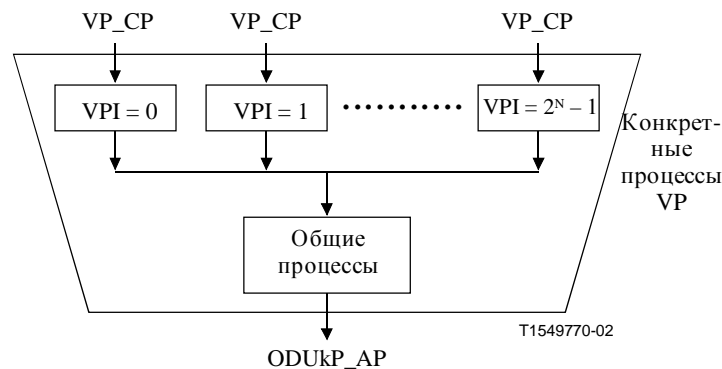 VP_CP VP_CP VP_CP
VPI = 0 VPI = 1 VPI = 2ᴺ – 1
Конкрет-
ные
процессы
VP
Общие
процессы
T1549770-02
ODUkP_AP